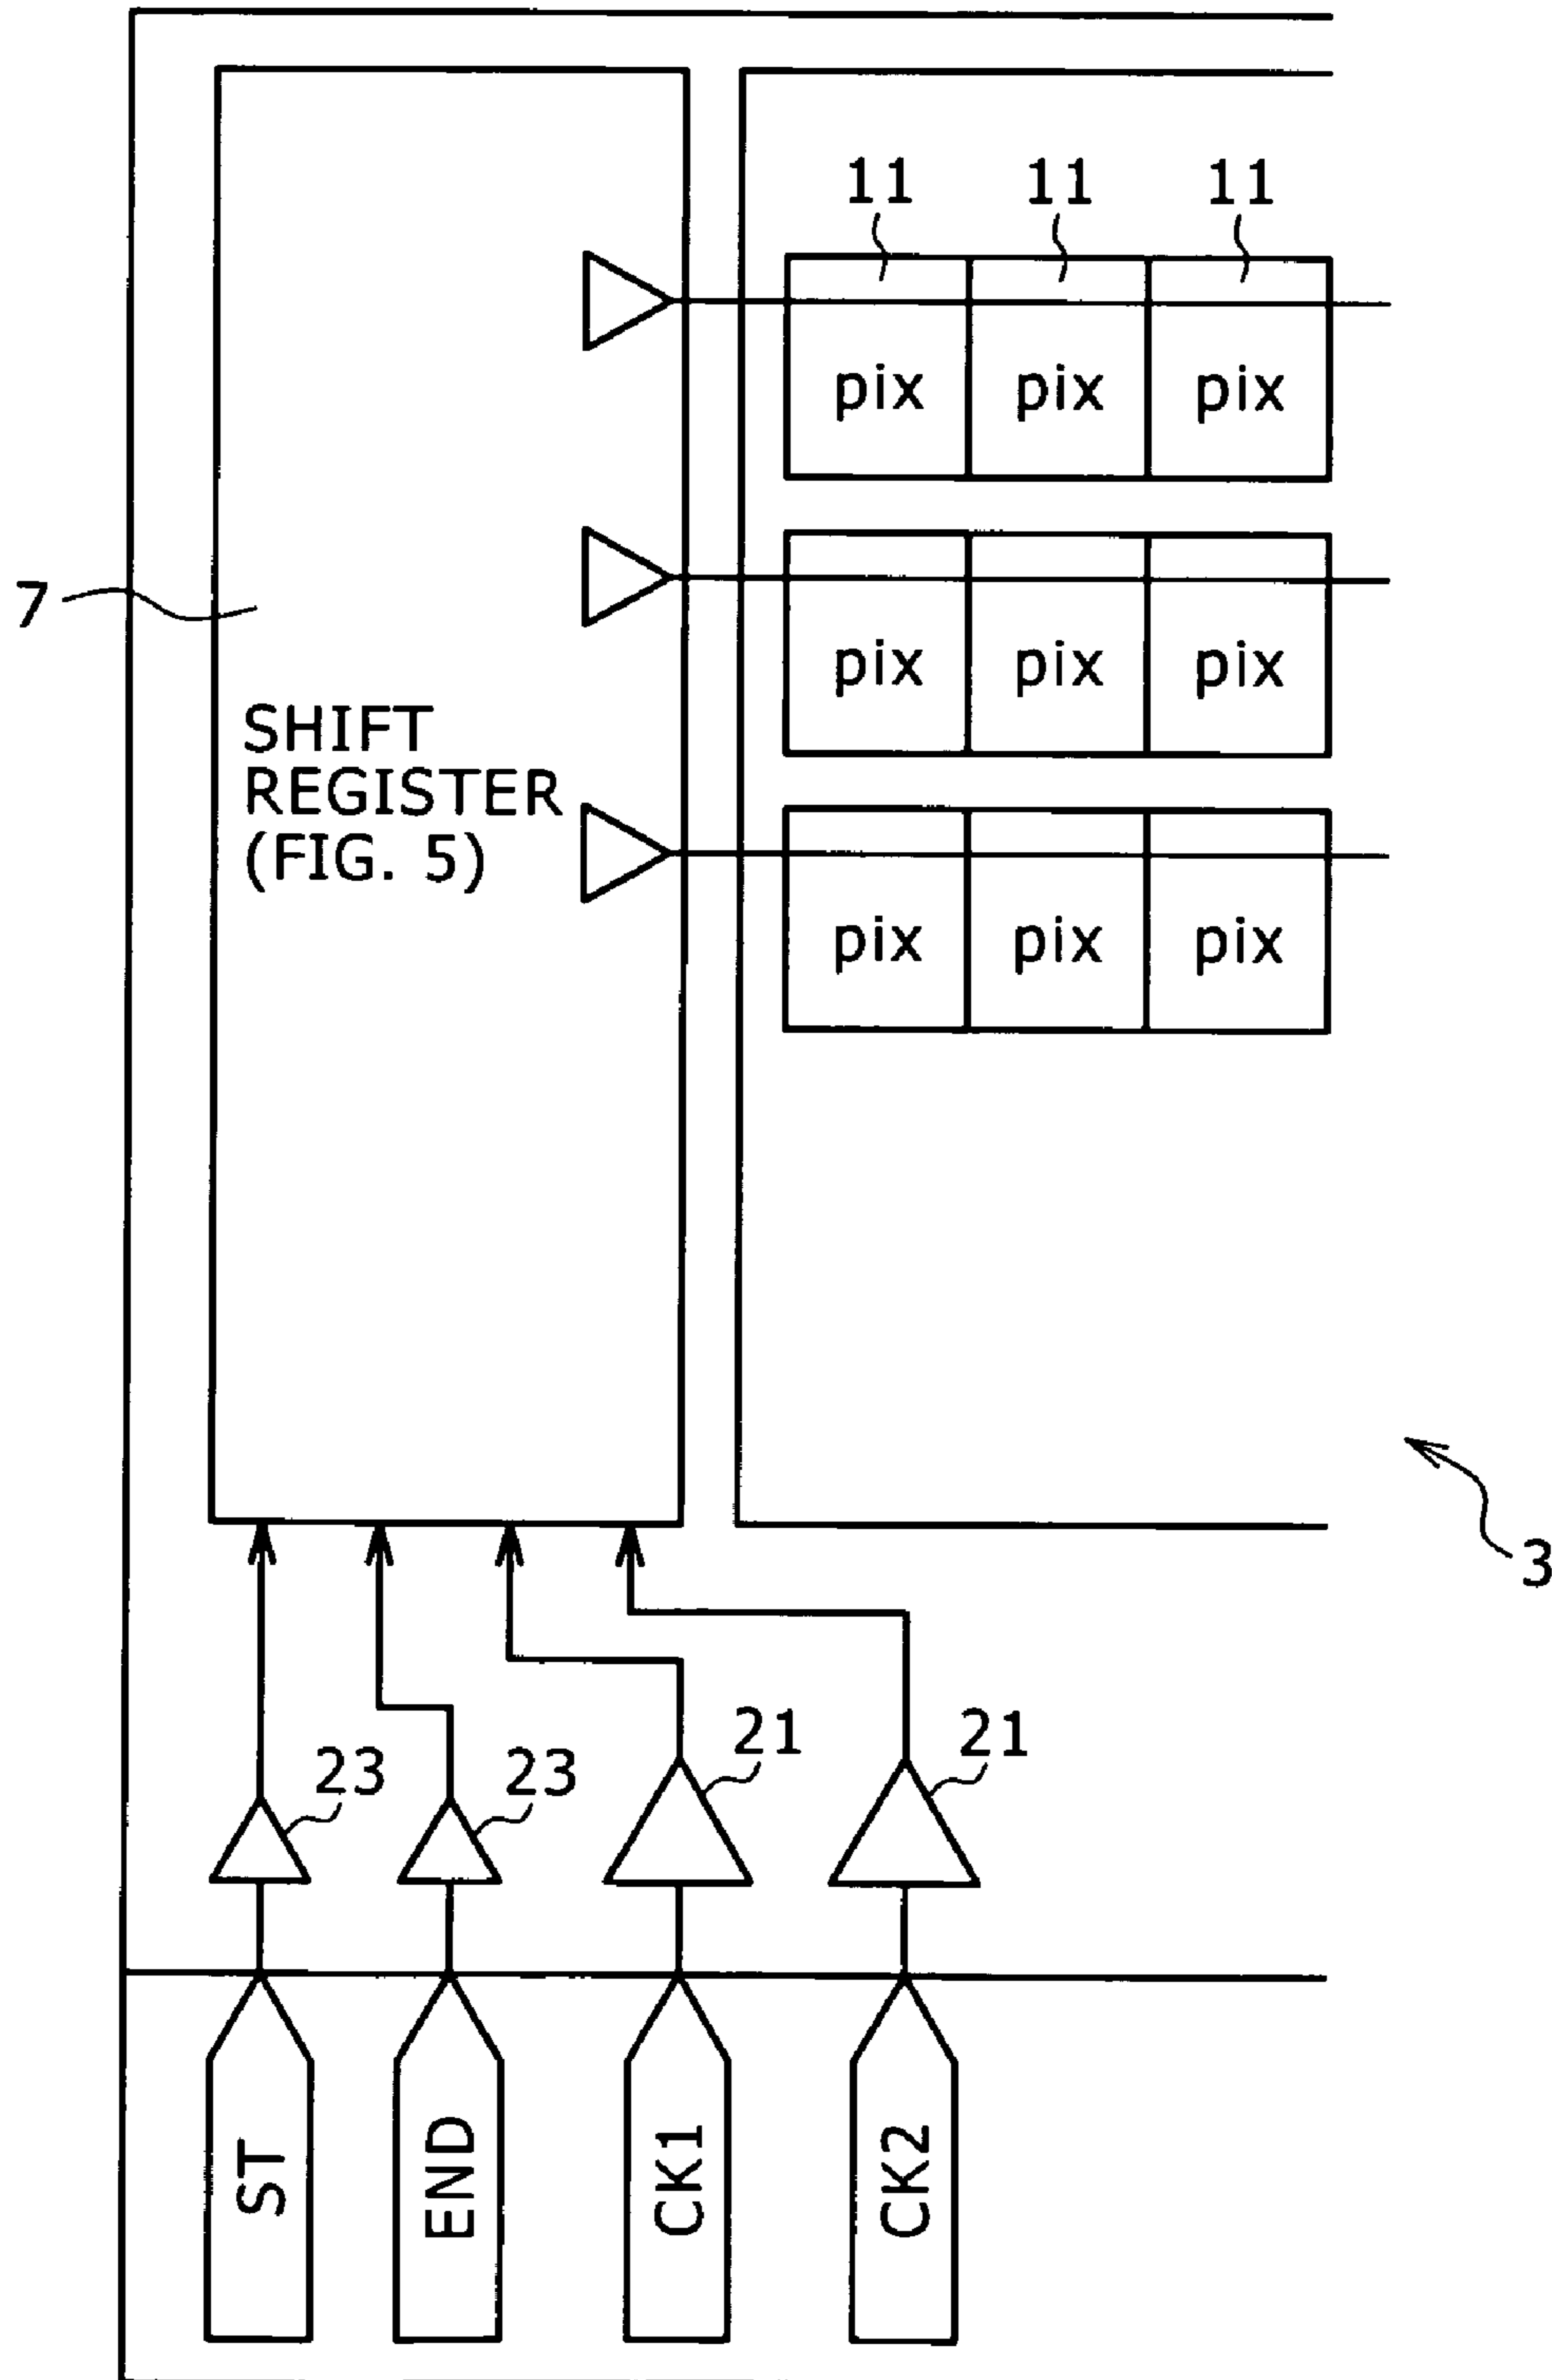 11 11 11
pix pix pix
7
pix pix pix
SHIFT
REGISTER
(FIG. 5)
pix pix pix
3
21 21
23 23
ST END CK1 CK2